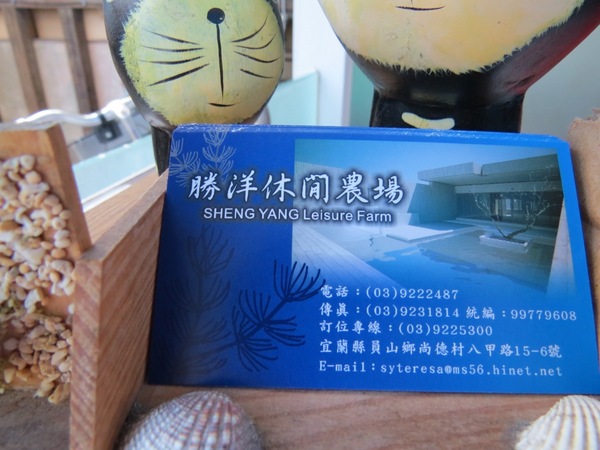 勝洋休閒農場
SHENG YANG Leisure Farm
電話：(03)9222487
傳真：(03)9231814 統編：99779608
訂位專線：(03)9225300
宜蘭縣員山鄉尚德村八甲路15-6號
E-mail：syteresa@ms56.hinet.net